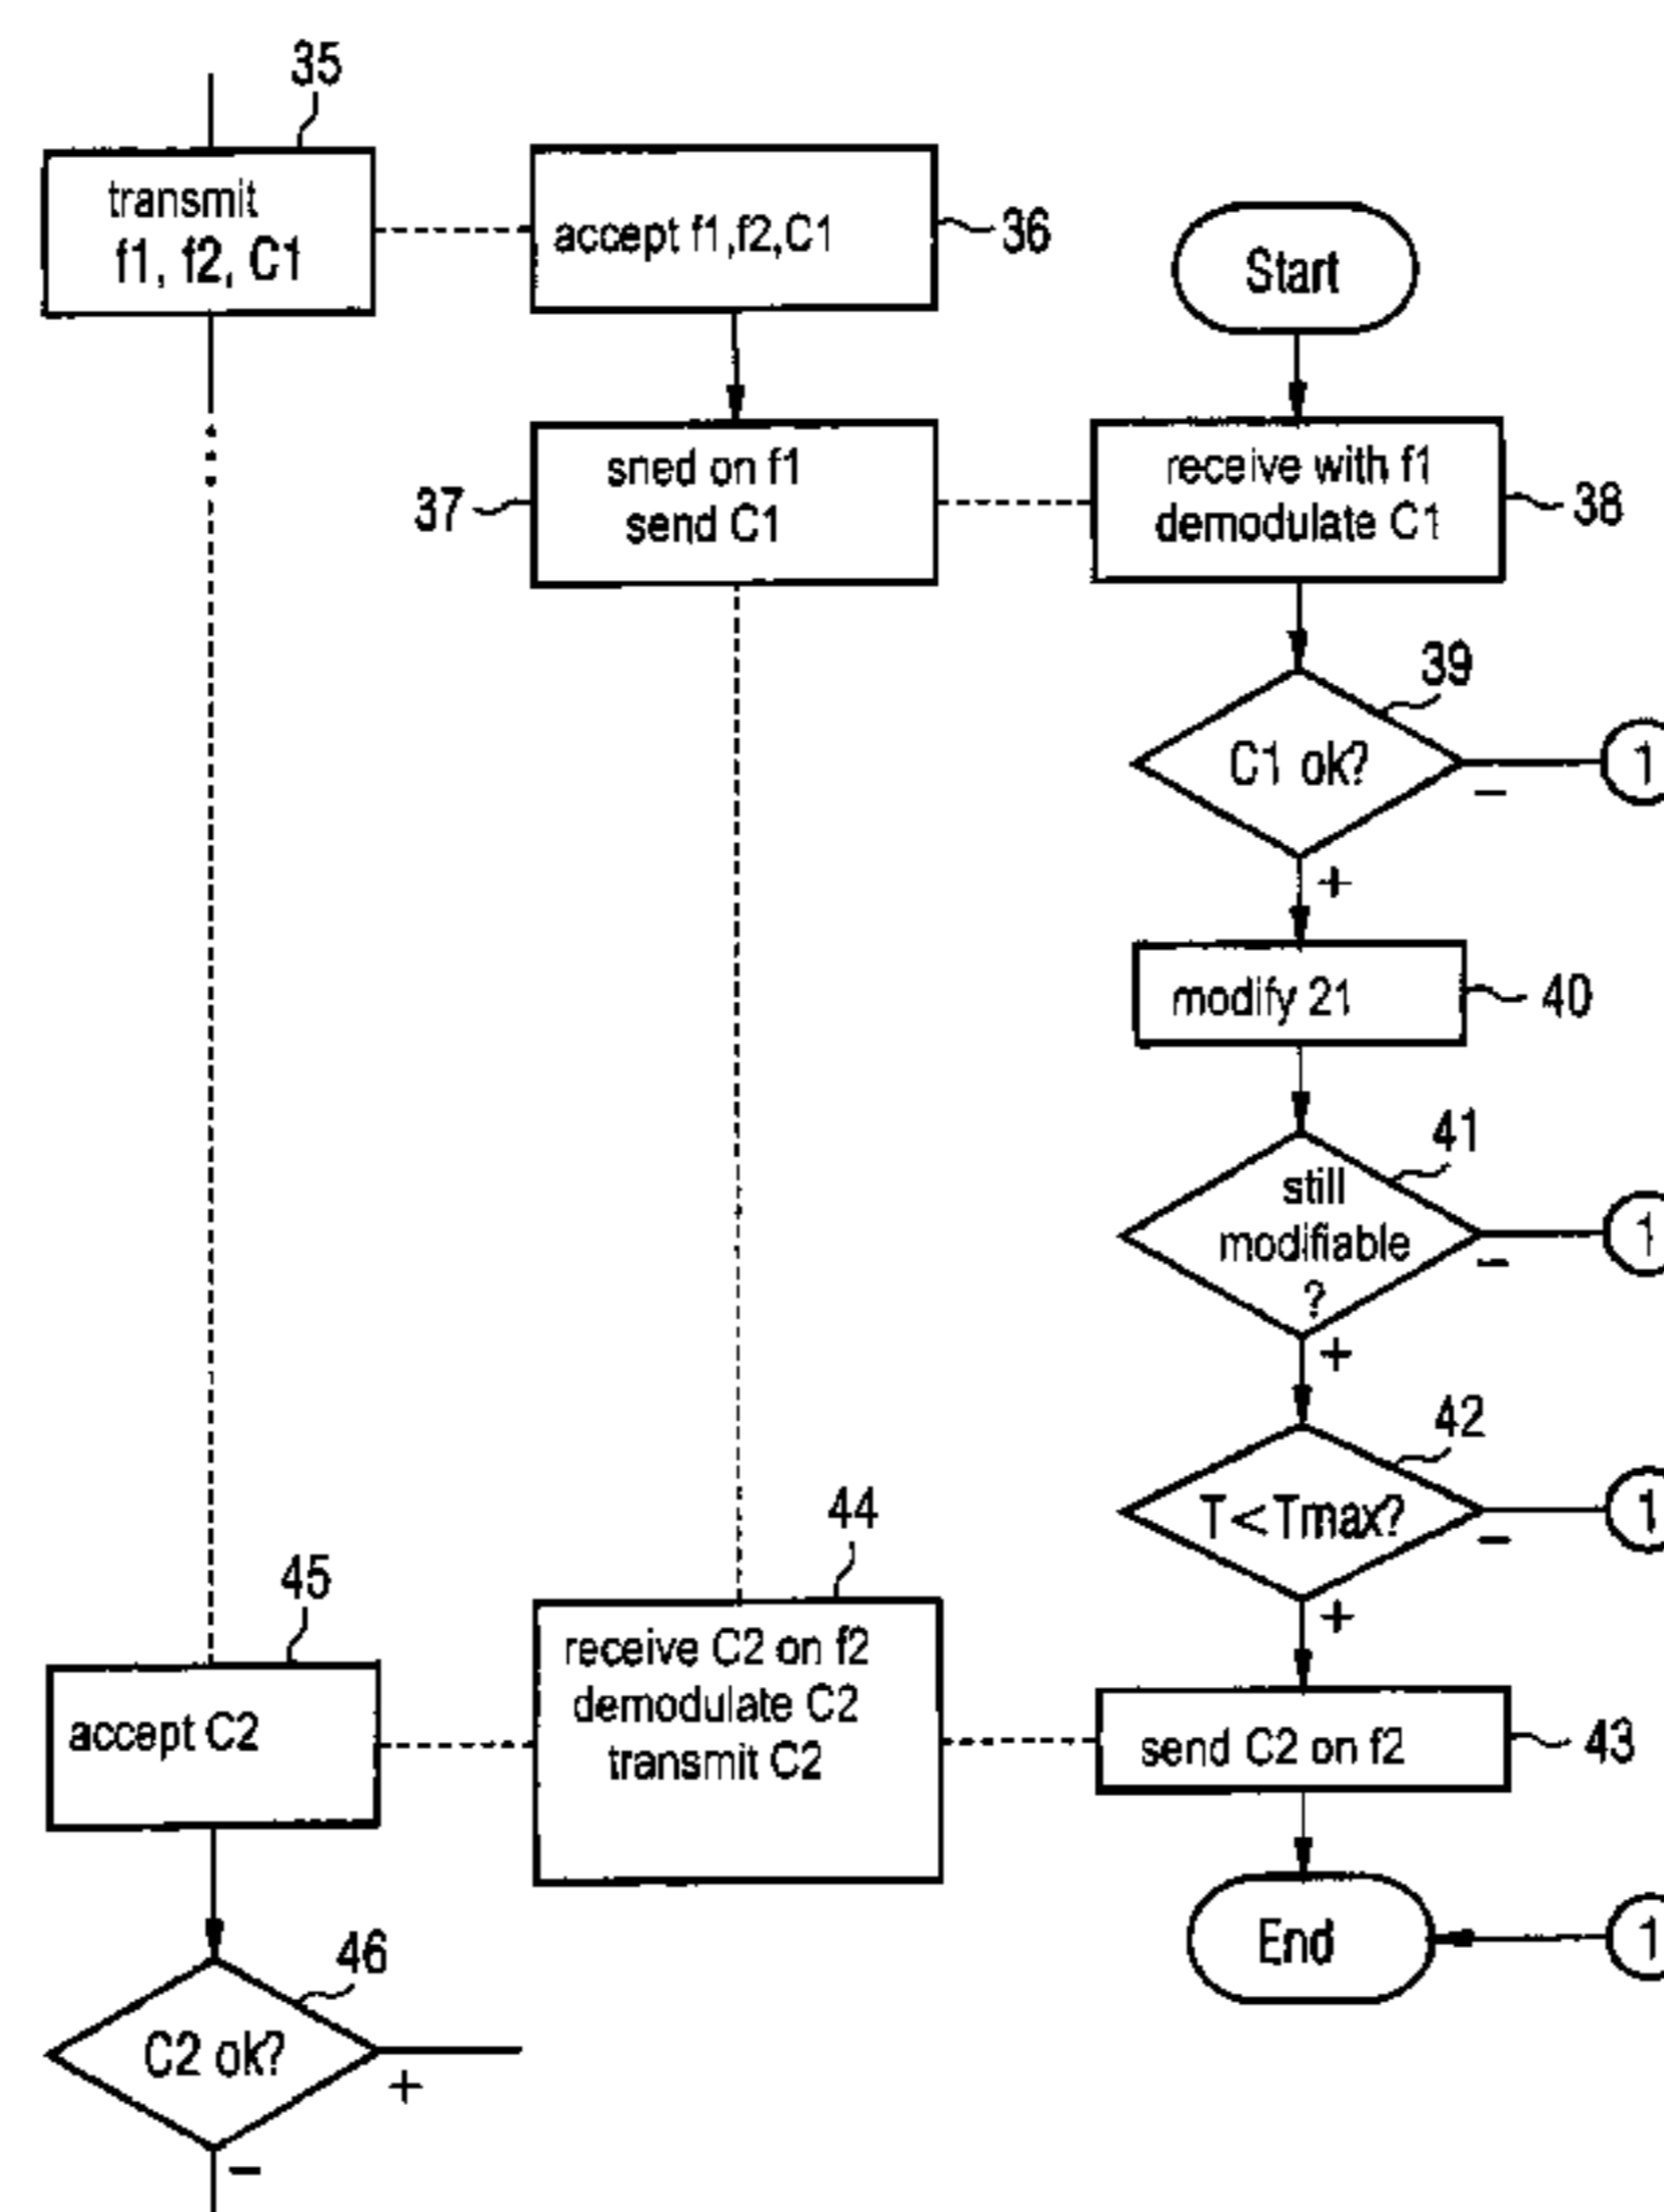 35
transmit
f1, f2, C1
accept f1,f2,C1
36
Start
37
sned on f1
send C1
receive with f1
demodulate C1
38
39
C1 ok?
−
1
+
modify 21
40
41
still
modifiable
?
−
1
+
42
T<Tmax?
−
1
+
45
accept C2
44
receive C2 on f2
demodulate C2
transmit C2
send C2 on f2
43
46
C2 ok?
+
−
End
1